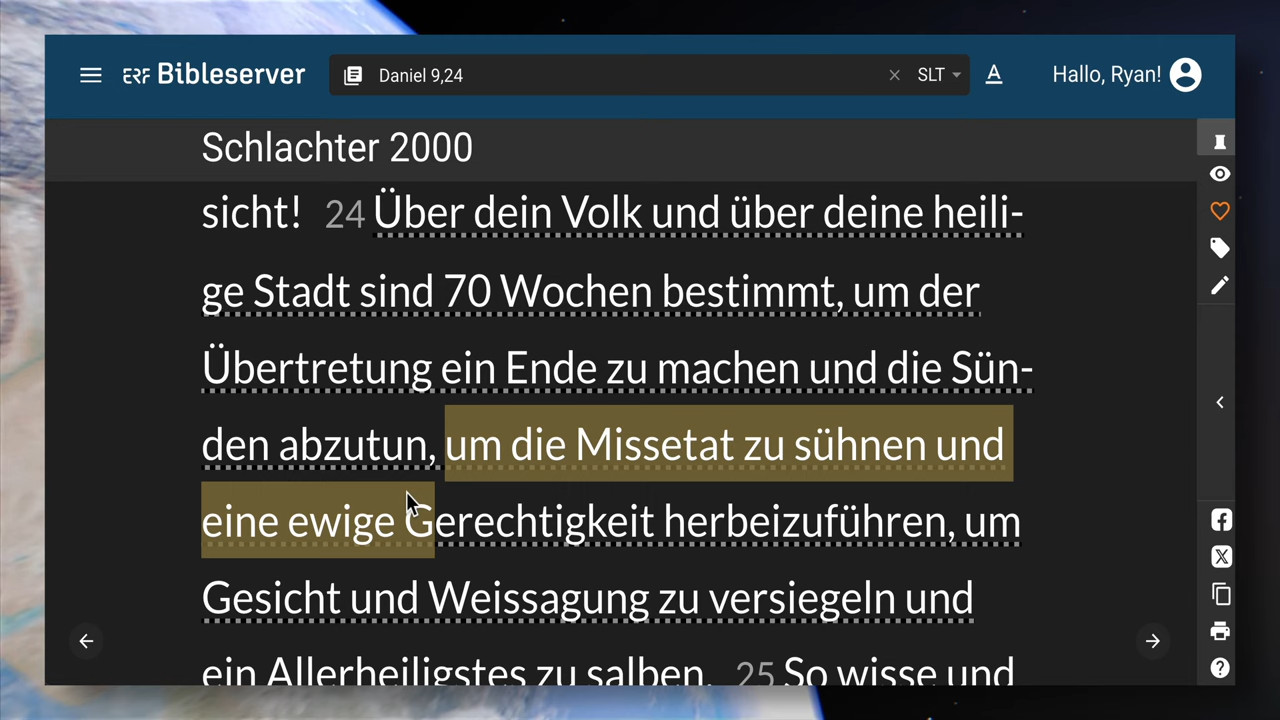 ERF Bibleserver
Daniel 9,24
SLT
A
Hallo, Ryan!
Schlachter 2000
sicht! 24 Über dein Volk und über deine heili-
ge Stadt sind 70 Wochen bestimmt, um der
Übertretung ein Ende zu machen und die Sün-
den abzutun, um die Missetat zu sühnen und
eine ewige Gerechtigkeit herbeizuführen, um
Gesicht und Weissagung zu versiegeln und
ein Allerheiligstes zu salben. 25 So wisse und